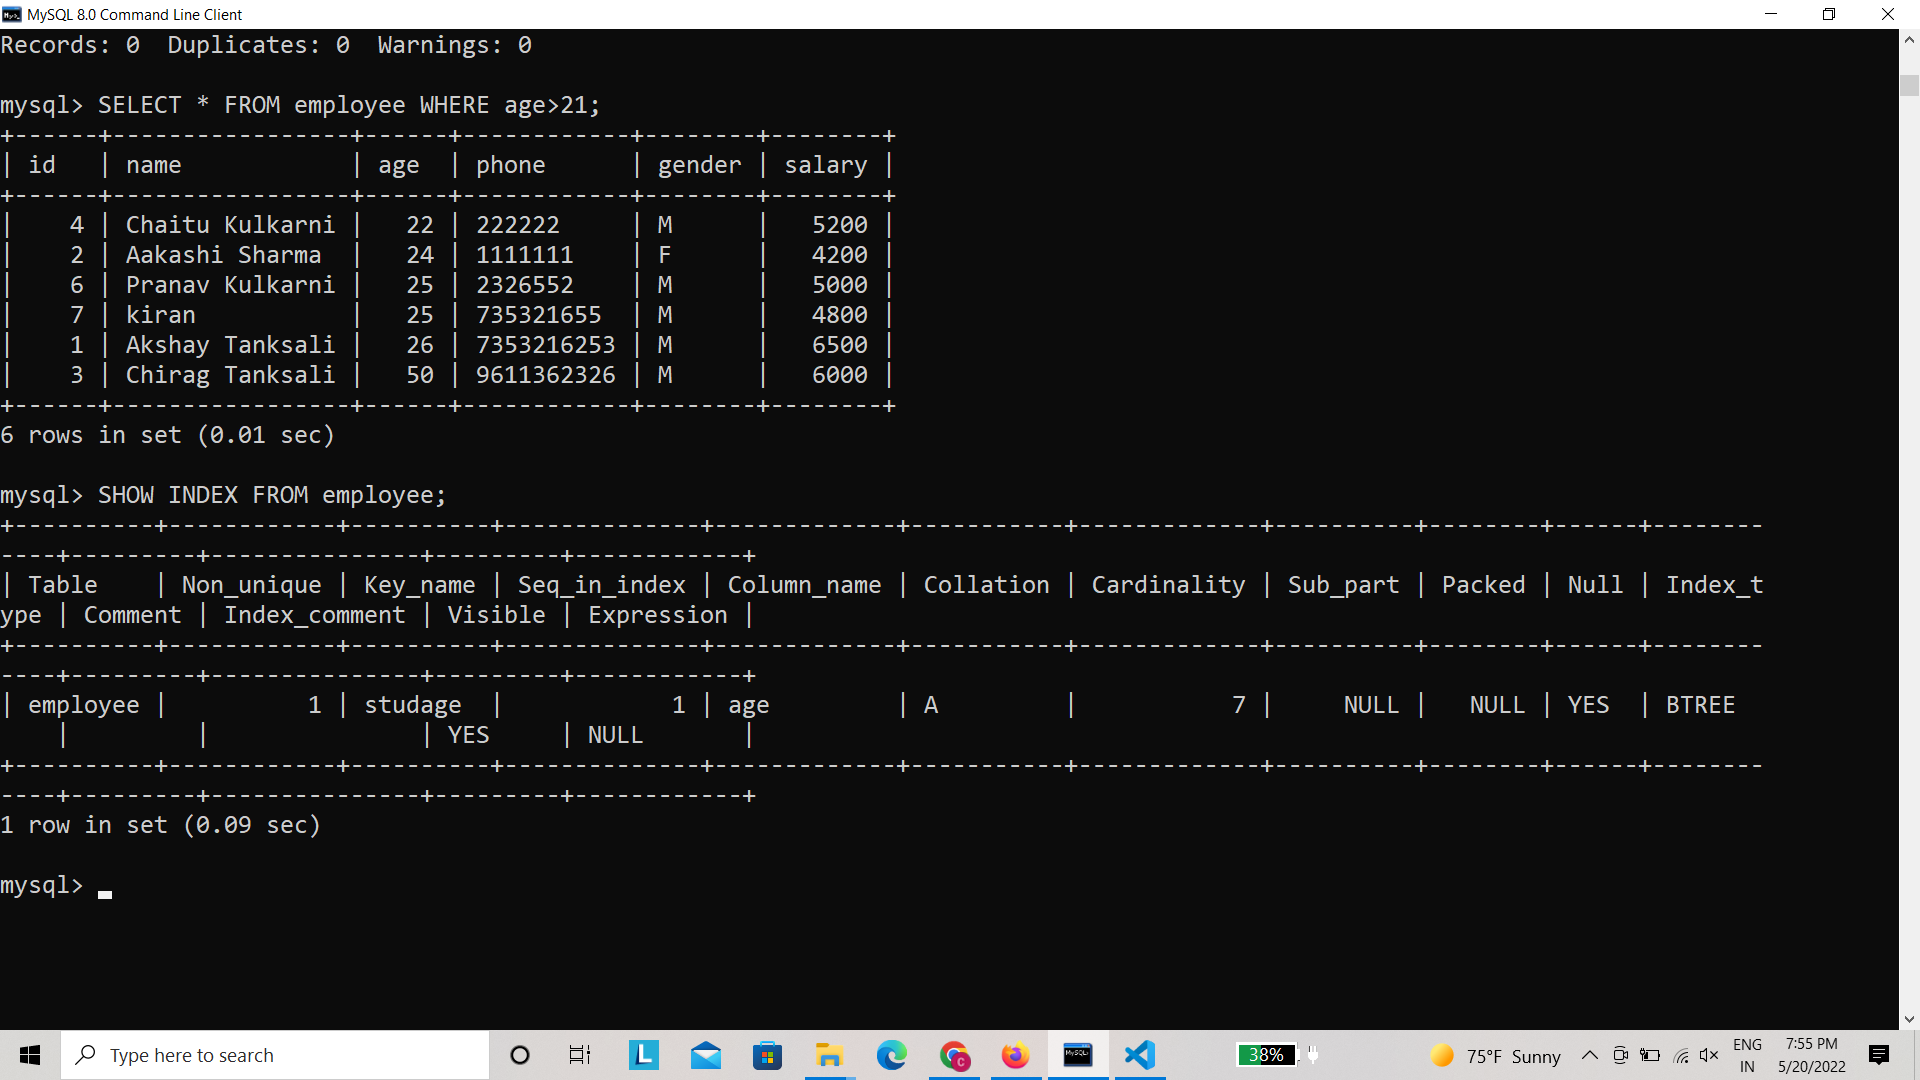 MySQL 8.0 Command Line Client
Records: 0  Duplicates: 0  Warnings: 0
mysql> SELECT * FROM employee WHERE age>21;
+------+-----------------+------+------------+--------+--------+
| id   | name            | age  | phone      | gender | salary |
+------+-----------------+------+------------+--------+--------+
|    4 | Chaitu Kulkarni |   22 | 222222     | M      |   5200 |
|    2 | Aakashi Sharma  |   24 | 1111111    | F      |   4200 |
|    6 | Pranav Kulkarni |   25 | 2326552    | M      |   5000 |
|    7 | kiran           |   25 | 735321655  | M      |   4800 |
|    1 | Akshay Tanksali |   26 | 7353216253 | M      |   6500 |
|    3 | Chirag Tanksali |   50 | 9611362326 | M      |   6000 |
+------+-----------------+------+------------+--------+--------+
6 rows in set (0.01 sec)
mysql> SHOW INDEX FROM employee;
+----------+------------+----------+--------------+-------------+-----------+-------------+----------+--------+------+--------
----+---------+---------------+---------+------------+
| Table    | Non_unique | Key_name | Seq_in_index | Column_name | Collation | Cardinality | Sub_part | Packed | Null | Index_t
ype | Comment | Index_comment | Visible | Expression |
+----------+------------+----------+--------------+-------------+-----------+-------------+----------+--------+------+--------
----+---------+---------------+---------+------------+
| employee |          1 | studage  |            1 | age         | A         |           7 |     NULL |   NULL | YES  | BTREE
    |         |               | YES     | NULL       |
+----------+------------+----------+--------------+-------------+-----------+-------------+----------+--------+------+--------
----+---------+---------------+---------+------------+
1 row in set (0.09 sec)
mysql>
Type here to search
L
MySQL
38%
75°F Sunny
ENG
IN
7:55 PM
5/20/2022